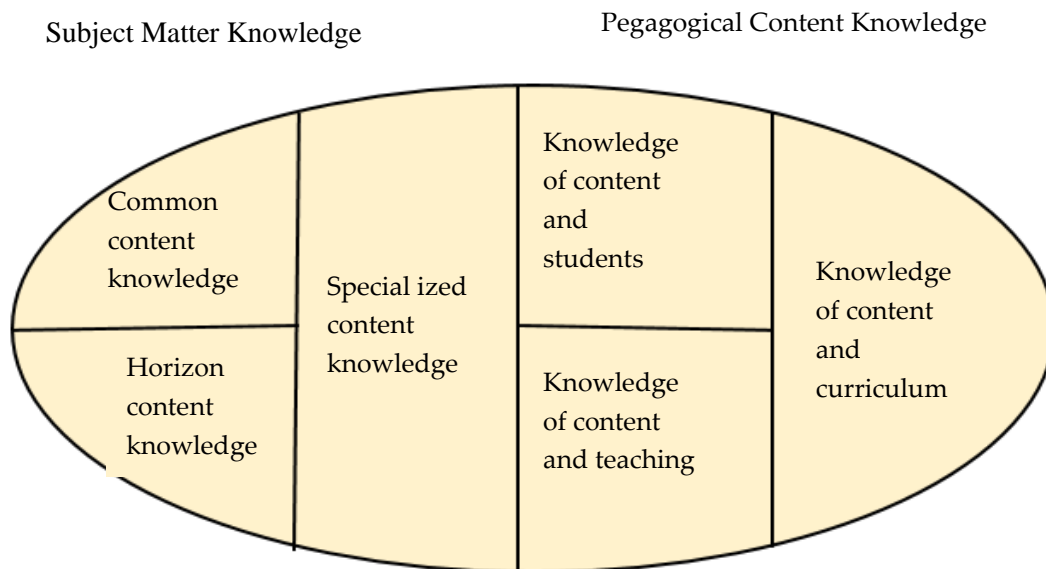 Subject Matter Knowledge
Pegagogical Content Knowledge
Common
content
knowledge
Horizon
content
knowledge
Special ized
content
knowledge
Knowledge
of content
and
students
Knowledge
of content
and teaching
Knowledge
of content
and
curriculum